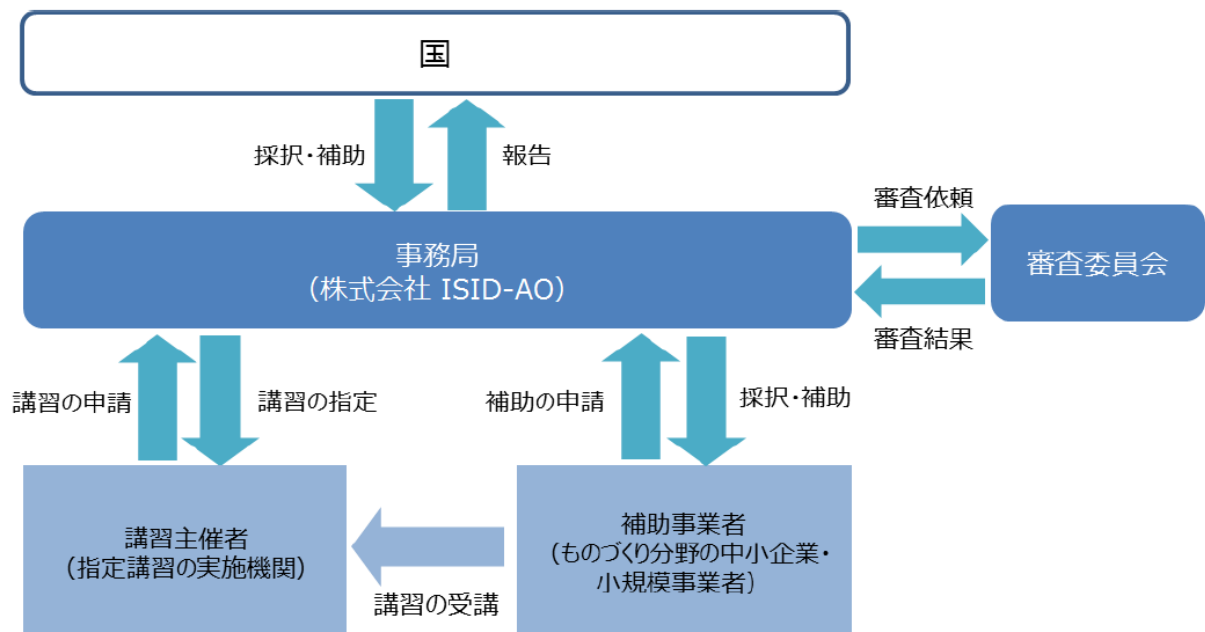 国
採択・補助
報告
審査依頼
事務局
（株式会社 ISID-AO）
審査委員会
審査結果
講習の申請
講習の指定
補助の申請
採択・補助
講習主催者
（指定講習の実施機関）
補助事業者
（ものづくり分野の中小企業・
小規模事業者）
講習の受講